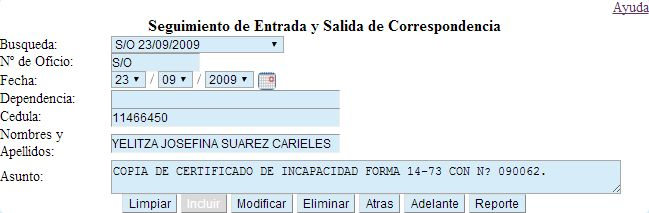 Ayuda
Seguimiento de Entrada y Salida de Correspondencia
Busqueda: S/O 23/09/2009
Nº de Oficio: S/O
Fecha: 23 / 09 / 2009
Dependencia:
Cedula: 11466450
Nombres y
Apellidos: YELITZA JOSEFINA SUAREZ CARIELES
Asunto: COPIA DE CERTIFICADO DE INCAPACIDAD FORMA 14-73 CON N? 090062.
Limpiar Incluir Modificar Eliminar Atras Adelante Reporte